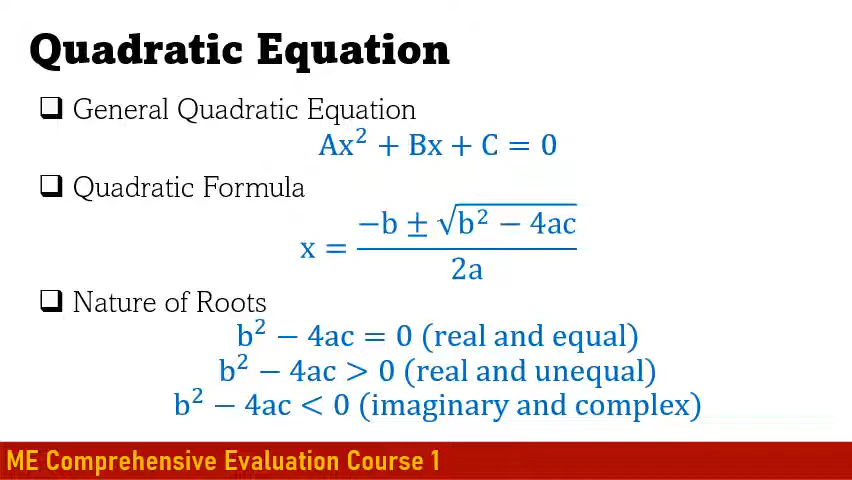 Quadratic Equation
❑ General Quadratic Equation
Ax² + Bx + C = 0
❑ Quadratic Formula
x = (−b ± √(b² − 4ac)) / 2a
❑ Nature of Roots
b² − 4ac = 0 (real and equal)
b² − 4ac > 0 (real and unequal)
b² − 4ac < 0 (imaginary and complex)
ME Comprehensive Evaluation Course 1